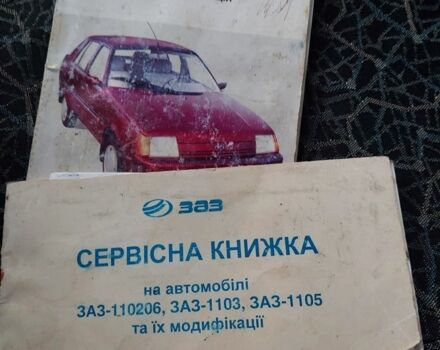 ЗАЗ
СЕРВІСНА КНИЖКА
на автомобілі
ЗАЗ-110206, ЗАЗ-1103, ЗАЗ-1105
та їх модифікації